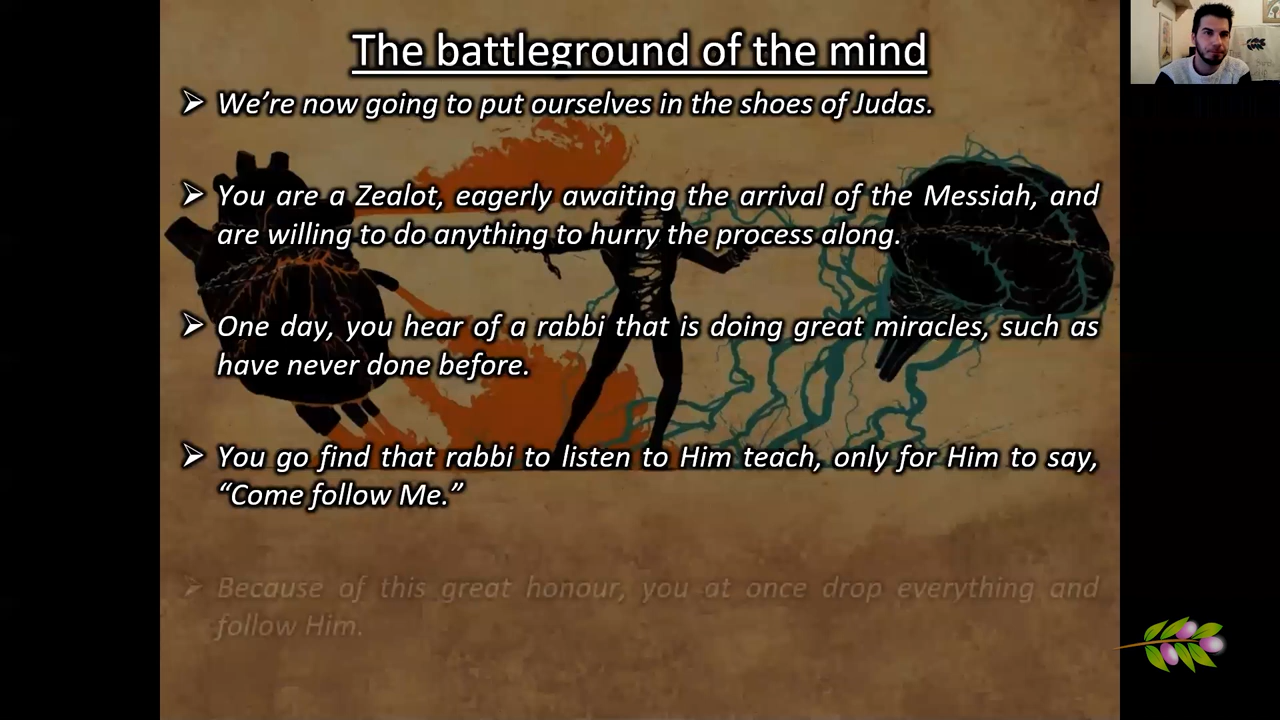 The battleground of the mind
➢ We’re now going to put ourselves in the shoes of Judas.
➢ You are a Zealot, eagerly awaiting the arrival of the Messiah, and
are willing to do anything to hurry the process along.
➢ One day, you hear of a rabbi that is doing great miracles, such as
have never done before.
➢ You go find that rabbi to listen to Him teach, only for Him to say,
“Come follow Me.”
➢ Because of this great honour, you at once drop everything and
follow Him.